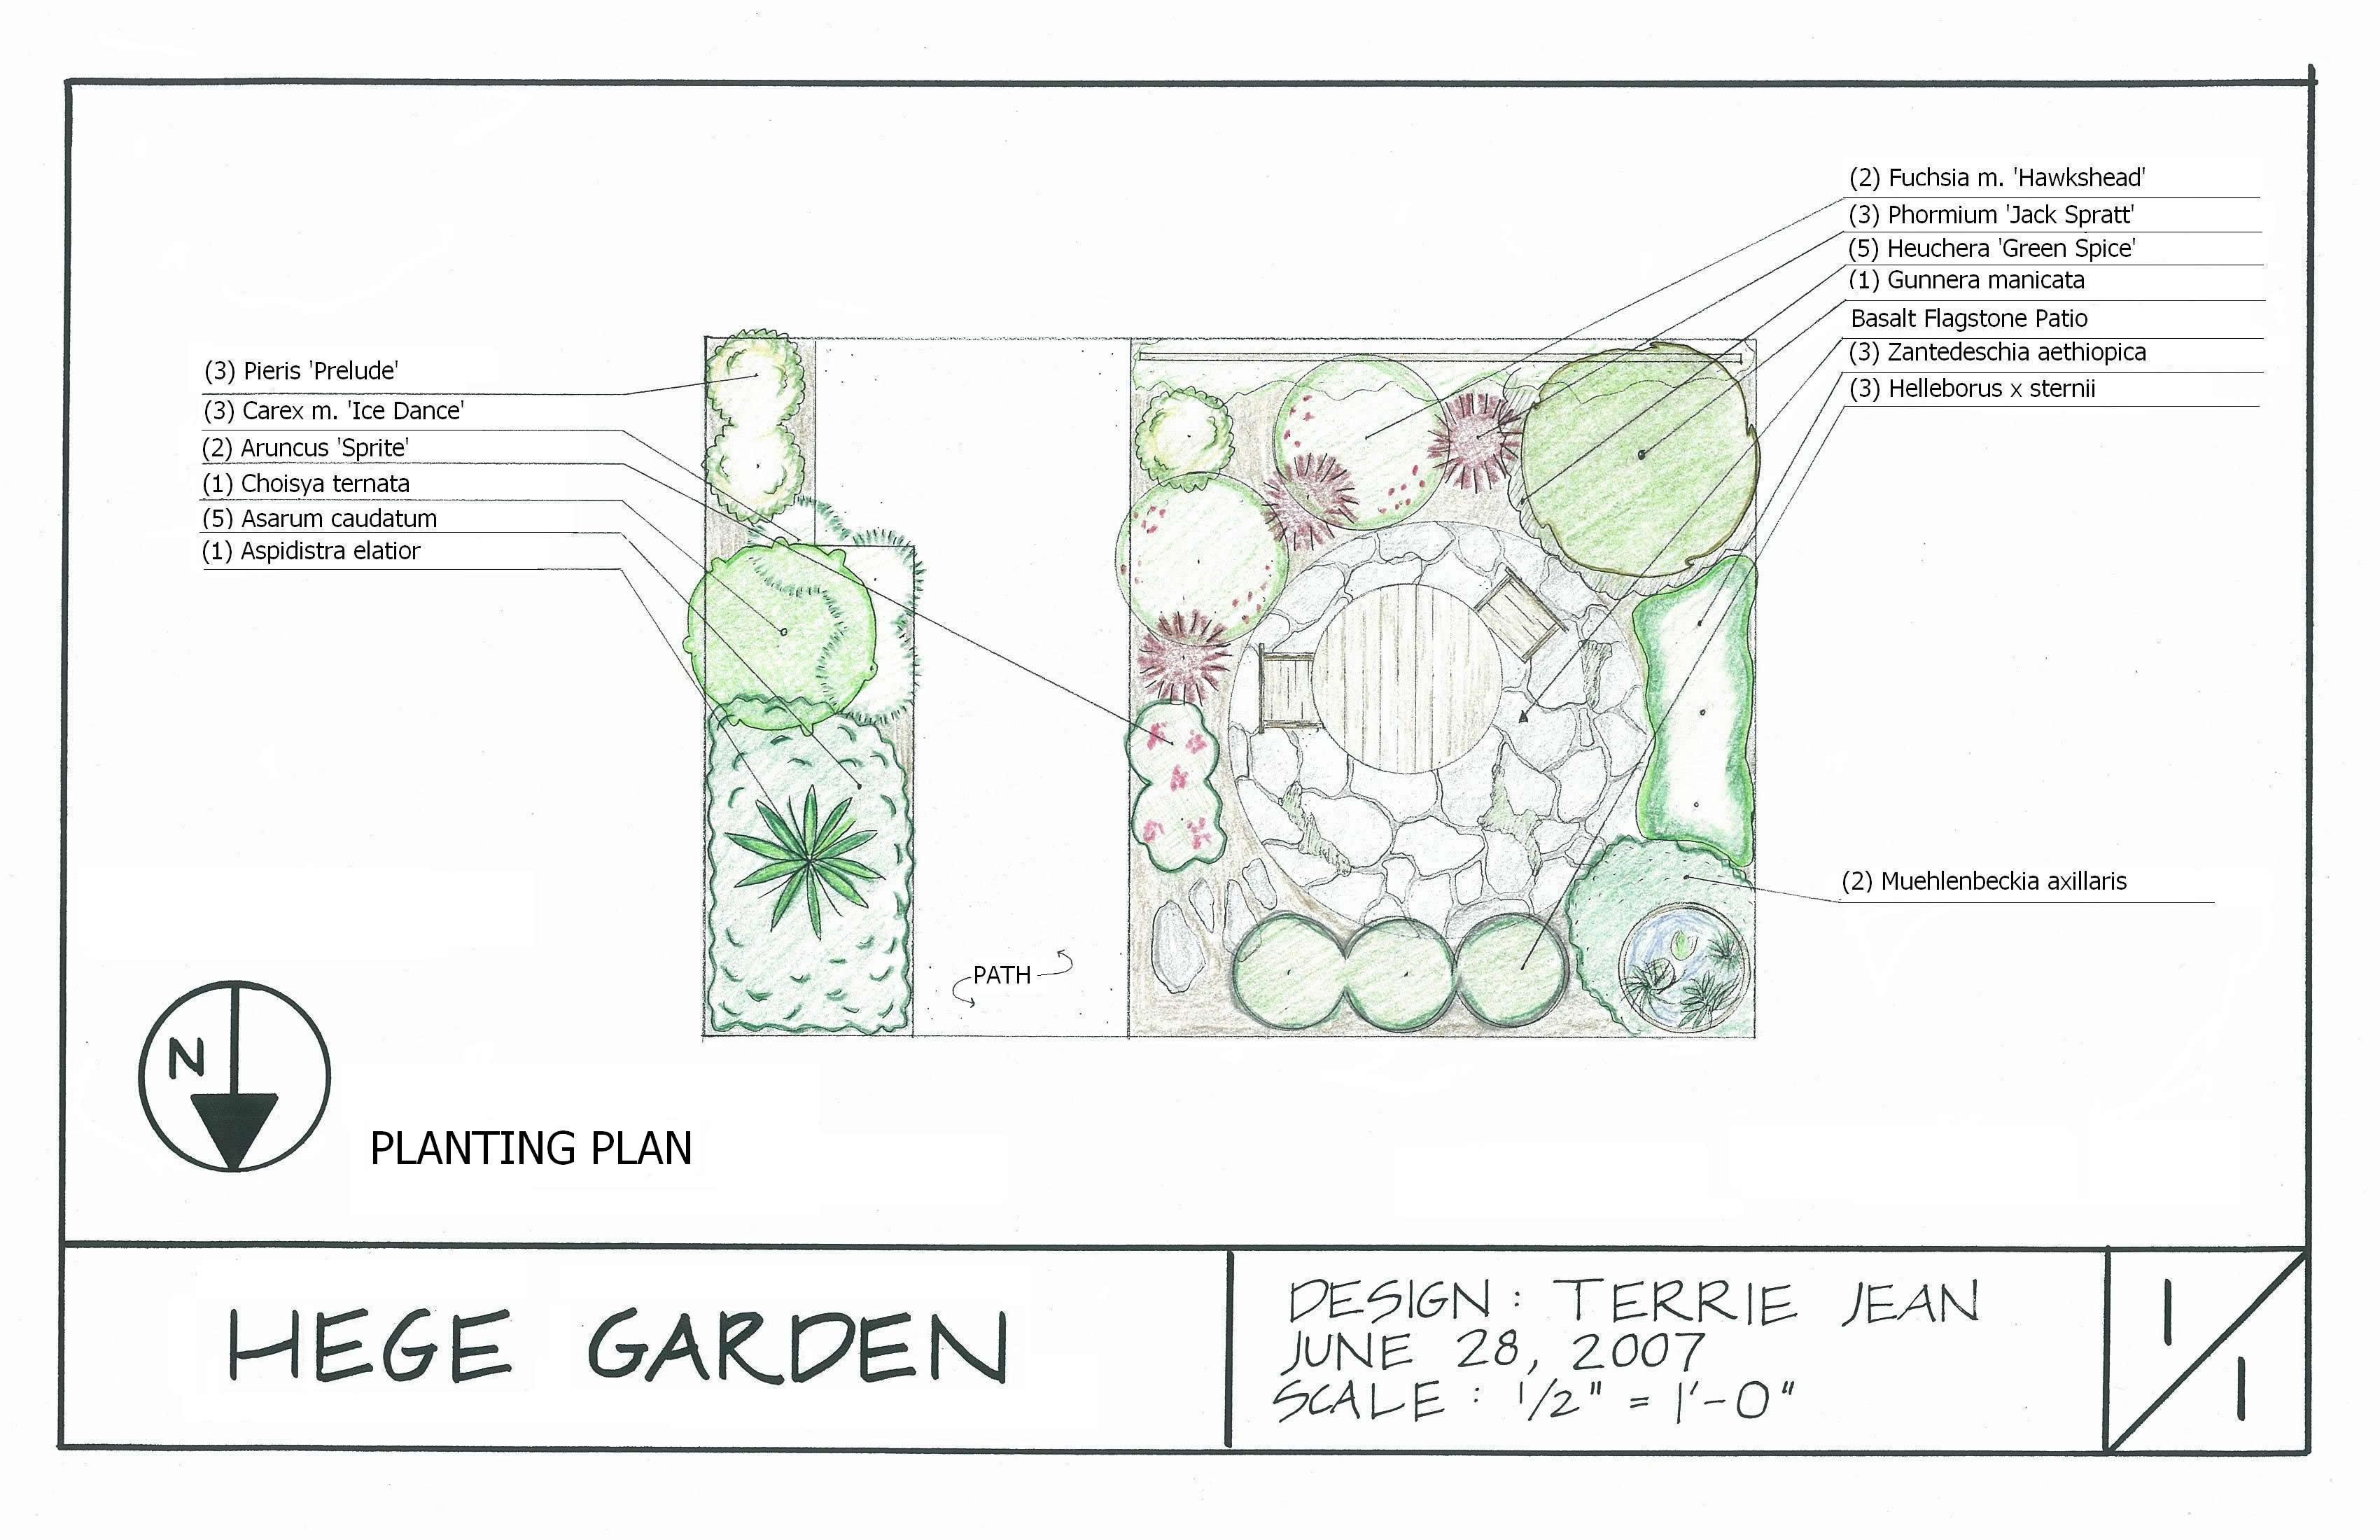 (2) Fuchsia m. 'Hawkshead'
(3) Phormium 'Jack Spratt'
(5) Heuchera 'Green Spice'
(1) Gunnera manicata
Basalt Flagstone Patio
(3) Zantedeschia aethiopica
(3) Helleborus x sternii
(3) Pieris 'Prelude'
(3) Carex m. 'Ice Dance'
(2) Aruncus 'Sprite'
(1) Choisya ternata
(5) Asarum caudatum
(1) Aspidistra elatior
(2) Muehlenbeckia axillaris
PATH
N
PLANTING PLAN
HEGE GARDEN
DESIGN: TERRIE JEAN
JUNE 28, 2007
SCALE: 1/2" = 1'-0"
1/1